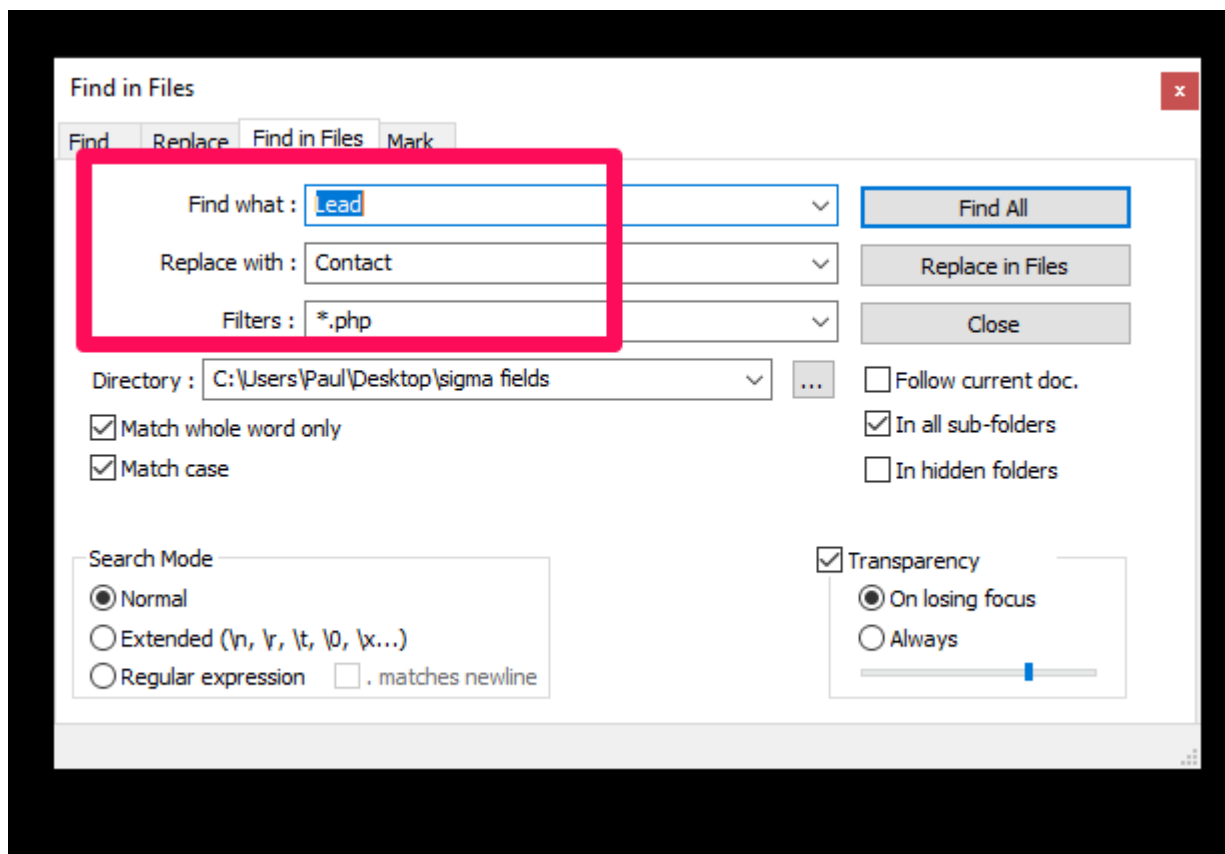 Find in Files
x
Find Replace Find in Files Mark
Find what : Lead Find All
Replace with : Contact Replace in Files
Filters : *.php Close
Directory : C:\Users\Paul\Desktop\sigma fields ... Follow current doc.
Match whole word only In all sub-folders
Match case In hidden folders
Search Mode Transparency
Normal On losing focus
Extended (\n, \r, \t, \0, \x...) Always
Regular expression . matches newline